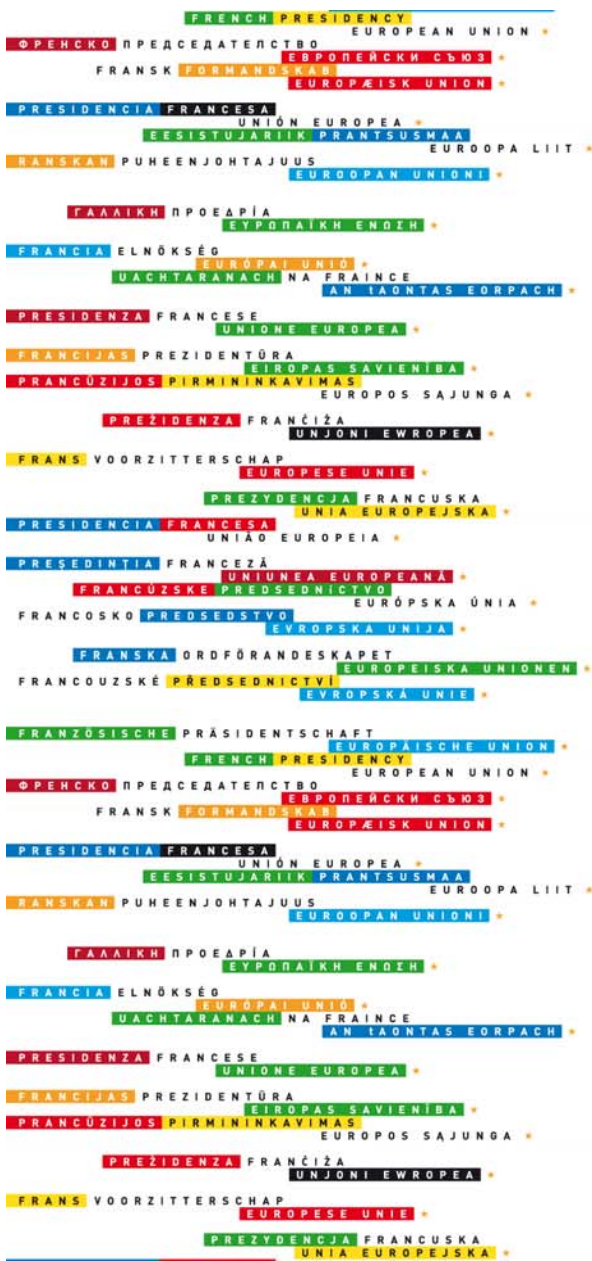 FRENCH PRESIDENCY
EUROPEAN UNION
ФРЕНСКО ПРЕДСЕДАТЕЛСТВО
ЕВРОПЕЙСКИ СЪЮЗ
FRANSK FORMANDSKAB
EUROPÆISK UNION
PRESIDENCIA FRANCESA
UNIÓN EUROPEA
EESISTUJARIIK PRANTSUSMAA
EUROOPA LIIT
RANSKAN PUHEENJOHTAJUUS
EUROOPAN UNIONI
ΓΑΛΛΙΚΗ ΠΡΟΕΔΡΊΑ
ΕΥΡΩΠΑΪΚΗ ΕΝΩΣΗ
FRANCIA ELNÖKSÉG
EURÓPAI UNIÓ
UACHTARANACH NA FRAINCE
AN tAONTAS EORPACH
PRESIDENZA FRANCESE
UNIONE EUROPEA
FRANCIJAS PREZIDENTŪRA
EIROPAS SAVIENĪBA
PRANCŪZIJOS PIRMININKAVIMAS
EUROPOS SĄJUNGA
PREŻIDENZA FRANĊIŻA
UNJONI EWROPEA
FRANS VOORZITTERSCHAP
EUROPESE UNIE
PREZYDENCJA FRANCUSKA
UNIA EUROPEJSKA
PRESIDENCIA FRANCESA
UNIÃO EUROPEIA
PREŞEDINŢIA FRANCEZĂ
UNIUNEA EUROPEANĂ
FRANCÚZSKE PREDSEDNÍCTVO
EURÓPSKA ÚNIA
FRANCOSKO PREDSEDSTVO
EVROPSKA UNIJA
FRANSKA ORDFÖRANDESKAPET
EUROPEISKA UNIONEN
FRANCOUZSKÉ PŘEDSEDNICTVÍ
EVROPSKÁ UNIE
FRANZÖSISCHE PRÄSIDENTSCHAFT
EUROPÄISCHE UNION
FRENCH PRESIDENCY
EUROPEAN UNION
ФРЕНСКО ПРЕДСЕДАТЕЛСТВО
ЕВРОПЕЙСКИ СЪЮЗ
FRANSK FORMANDSKAB
EUROPÆISK UNION
PRESIDENCIA FRANCESA
UNIÓN EUROPEA
EESISTUJARIIK PRANTSUSMAA
EUROOPA LIIT
RANSKAN PUHEENJOHTAJUUS
EUROOPAN UNIONI
ΓΑΛΛΙΚΗ ΠΡΟΕΔΡΊΑ
ΕΥΡΩΠΑΪΚΗ ΕΝΩΣΗ
FRANCIA ELNÖKSÉG
EURÓPAI UNIÓ
UACHTARANACH NA FRAINCE
AN tAONTAS EORPACH
PRESIDENZA FRANCESE
UNIONE EUROPEA
FRANCIJAS PREZIDENTŪRA
EIROPAS SAVIENĪBA
PRANCŪZIJOS PIRMININKAVIMAS
EUROPOS SĄJUNGA
PREŻIDENZA FRANĊIŻA
UNJONI EWROPEA
FRANS VOORZITTERSCHAP
EUROPESE UNIE
PREZYDENCJA FRANCUSKA
UNIA EUROPEJSKA